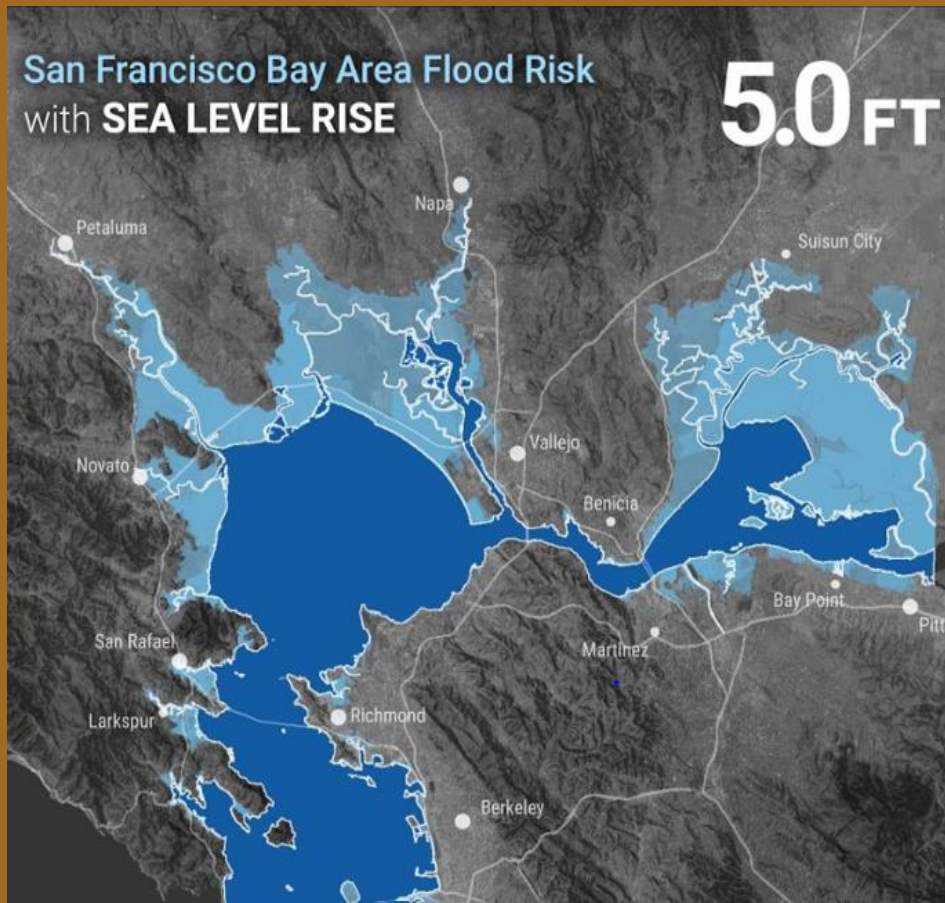 San Francisco Bay Area Flood Risk
with SEA LEVEL RISE
5.0 FT
Napa
Petaluma
Suisun City
Vallejo
Novato
Benicia
Bay Point
Pitt
San Rafael
Martinez
Larkspur
Richmond
Berkeley